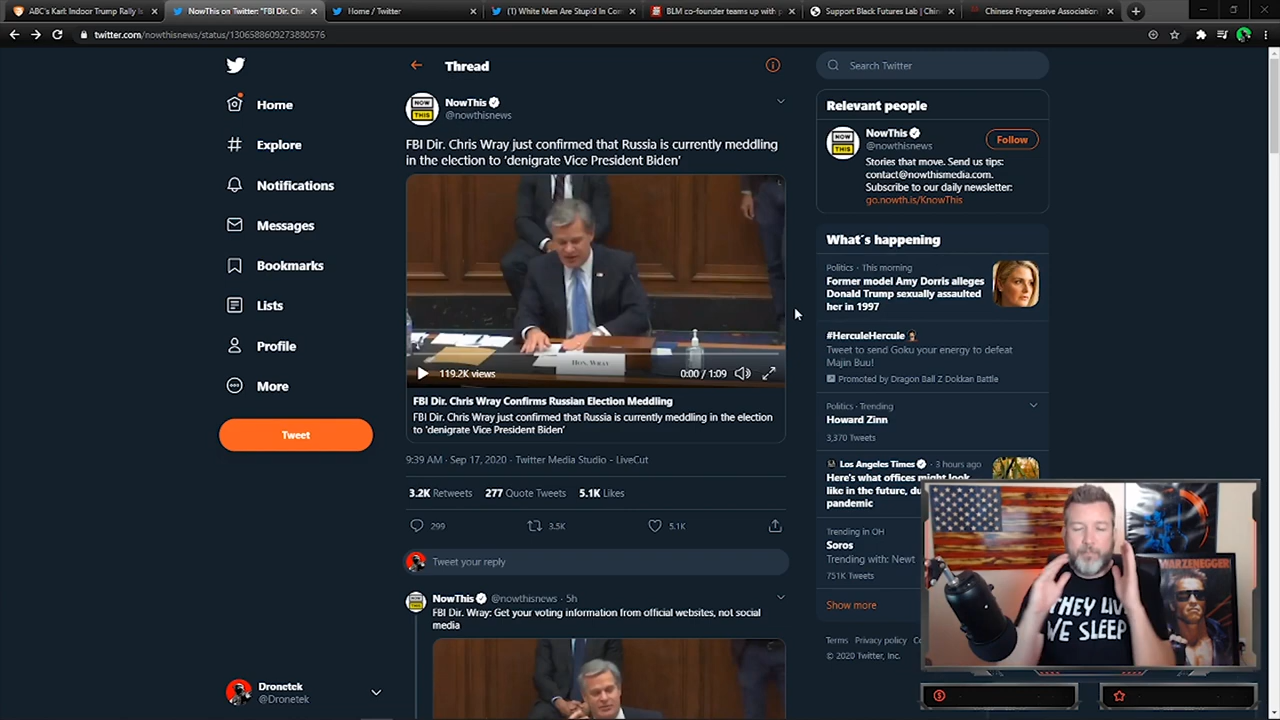 ABC's Karl: Indoor Trump Rally Is
NowThis on Twitter: "FBI Dir. Chr
Home / Twitter
(1) White Men Are Stupid In Com
BLM co-founder teams up with p
Support Black Futures Lab | Chin
Chinese Progressive Association
twitter.com/nowthisnews/status/1306588609273880576
Home
Explore
Notifications
Messages
Bookmarks
Lists
Profile
More
Tweet
Dronetek
@Dronetek
Thread
NowThis
@nowthisnews
FBI Dir. Chris Wray just confirmed that Russia is currently meddling
in the election to 'denigrate Vice President Biden'
HON. WRAY
119.2K views
0:00 / 1:09
FBI Dir. Chris Wray Confirms Russian Election Meddling
FBI Dir. Chris Wray just confirmed that Russia is currently meddling in the election
to 'denigrate Vice President Biden'
9:39 AM · Sep 17, 2020 · Twitter Media Studio - LiveCut
3.2K Retweets 277 Quote Tweets 5.1K Likes
299 3.5K 5.1K
Tweet your reply
NowThis @nowthisnews · 5h
FBI Dir. Wray: Get your voting information from official websites, not social
media
Search Twitter
Relevant people
NowThis
@nowthisnews
Follow
Stories that move. Send us tips:
contact@nowthismedia.com.
Subscribe to our daily newsletter:
go.nowth.is/KnowThis
What's happening
Politics · This morning
Former model Amy Dorris alleges
Donald Trump sexually assaulted
her in 1997
#HerculeHercule
Tweet to send Goku your energy to defeat
Majin Buu!
Promoted by Dragon Ball Z Dokkan Battle
Politics · Trending
Howard Zinn
3,370 Tweets
Los Angeles Times · 3 hours ago
Here's what offices might look
like in the future, du
pandemic
Trending in OH
Soros
Trending with: Newt
751K Tweets
Show more
Terms Privacy policy
© 2020 Twitter, Inc.
THEY LIVE
WE SLEEP
WARZENEGGER